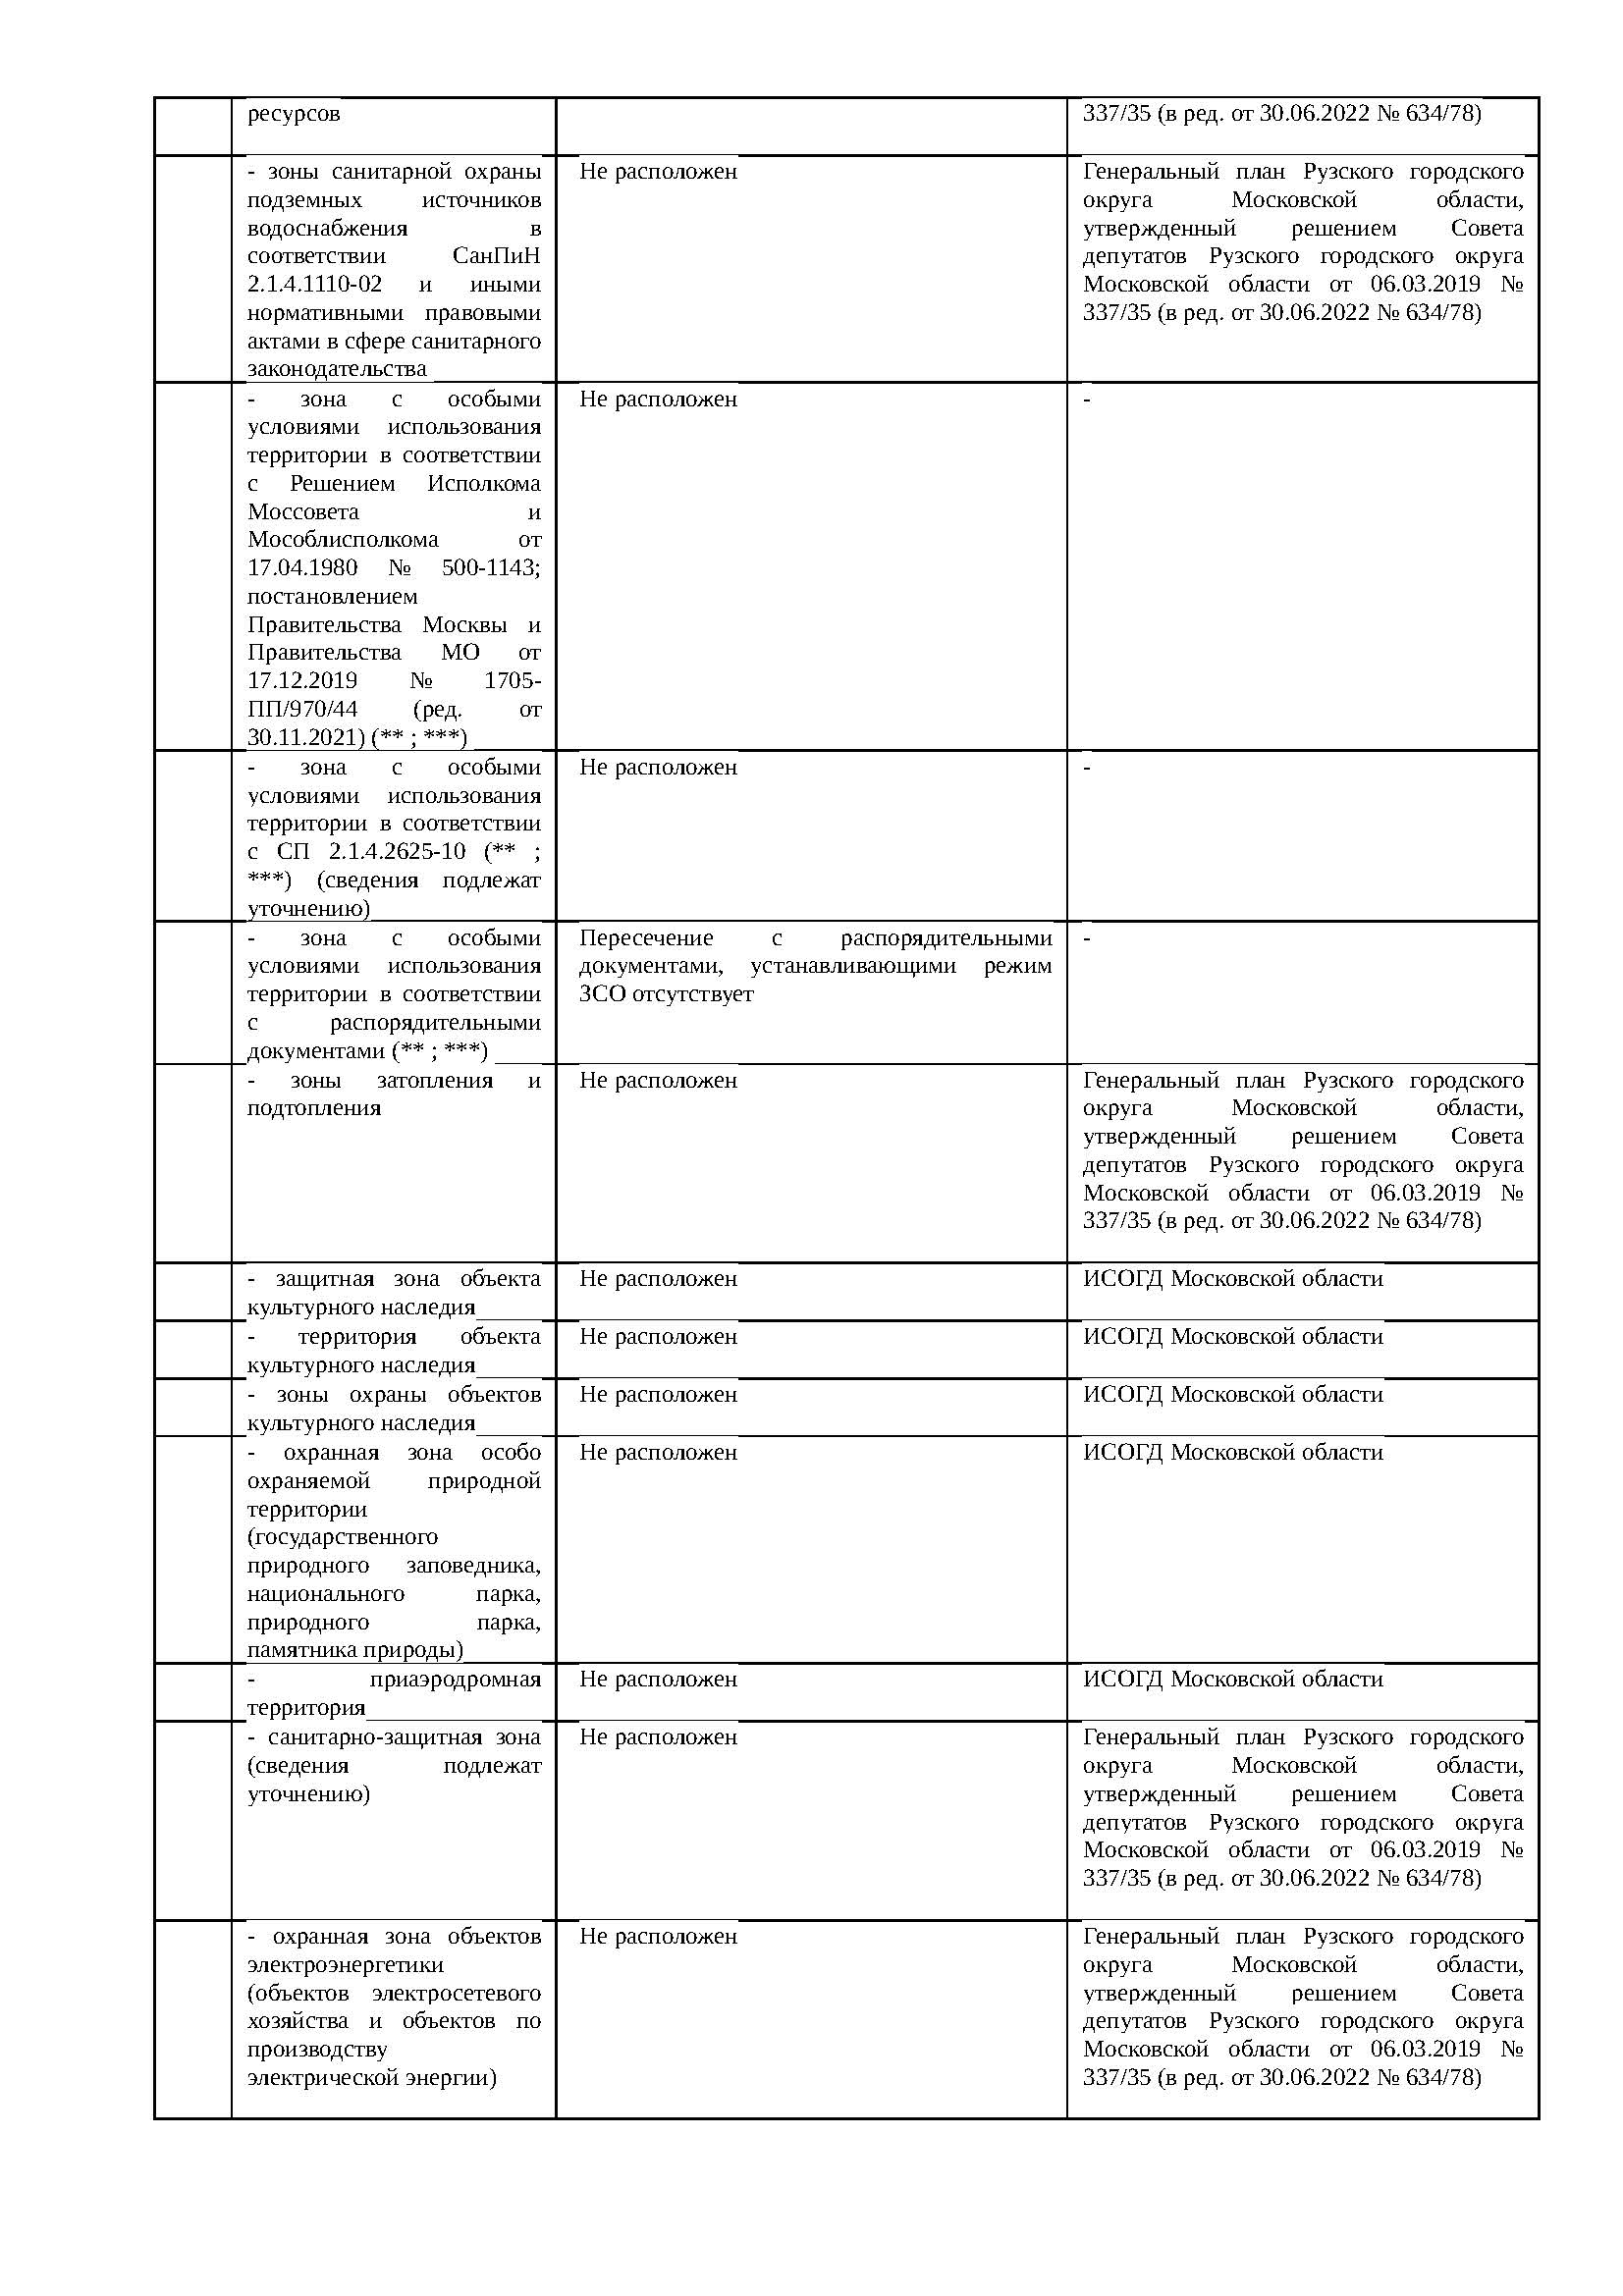 ресурсов
337/35 (в ред. от 30.06.2022 № 634/78)
- зоны санитарной охраны
подземных источников
водоснабжения в
соответствии СанПиН
2.1.4.1110-02 и иными
нормативными правовыми
актами в сфере санитарного
законодательства
Не расположен
Генеральный план Рузского городского
округа Московской области,
утвержденный решением Совета
депутатов Рузского городского округа
Московской области от 06.03.2019 №
337/35 (в ред. от 30.06.2022 № 634/78)
- зона с особыми
условиями использования
территории в соответствии
с Решением Исполкома
Моссовета и
Мособлисполкома от
17.04.1980 № 500-1143;
постановлением
Правительства Москвы и
Правительства МО от
17.12.2019 № 1705-
ПП/970/44 (ред. от
30.11.2021) (** ; ***)
Не расположен
-
- зона с особыми
условиями использования
территории в соответствии
с СП 2.1.4.2625-10 (** ;
***) (сведения подлежат
уточнению)
Не расположен
-
- зона с особыми
условиями использования
территории в соответствии
с распорядительными
документами (** ; ***)
Пересечение с распорядительными
документами, устанавливающими режим
ЗСО отсутствует
-
- зоны затопления и
подтопления
Не расположен
Генеральный план Рузского городского
округа Московской области,
утвержденный решением Совета
депутатов Рузского городского округа
Московской области от 06.03.2019 №
337/35 (в ред. от 30.06.2022 № 634/78)
- защитная зона объекта
культурного наследия
Не расположен
ИСОГД Московской области
- территория объекта
культурного наследия
Не расположен
ИСОГД Московской области
- зоны охраны объектов
культурного наследия
Не расположен
ИСОГД Московской области
- охранная зона особо
охраняемой природной
территории
(государственного
природного заповедника,
национального парка,
природного парка,
памятника природы)
Не расположен
ИСОГД Московской области
- приаэродромная
территория
Не расположен
ИСОГД Московской области
- санитарно-защитная зона
(сведения подлежат
уточнению)
Не расположен
Генеральный план Рузского городского
округа Московской области,
утвержденный решением Совета
депутатов Рузского городского округа
Московской области от 06.03.2019 №
337/35 (в ред. от 30.06.2022 № 634/78)
- охранная зона объектов
электроэнергетики
(объектов электросетевого
хозяйства и объектов по
производству
электрической энергии)
Не расположен
Генеральный план Рузского городского
округа Московской области,
утвержденный решением Совета
депутатов Рузского городского округа
Московской области от 06.03.2019 №
337/35 (в ред. от 30.06.2022 № 634/78)